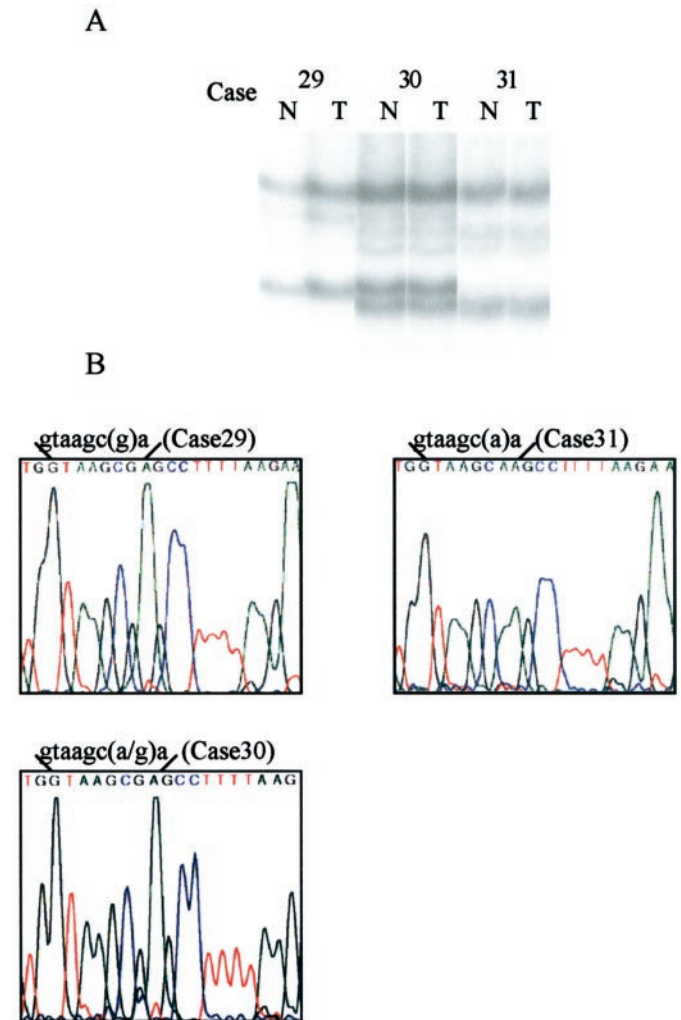 A
Case 29 30 31
N T N T N T
B
gtaagc(g)a (Case29)
TGGTAAGCGAGCCTTTTAAGAA
gtaagc(a)a (Case31)
TGGTAAGCAAGCCTTTTAAGAA
gtaagc(a/g)a (Case30)
TGGTAAGCGAGCCTTTTAAG